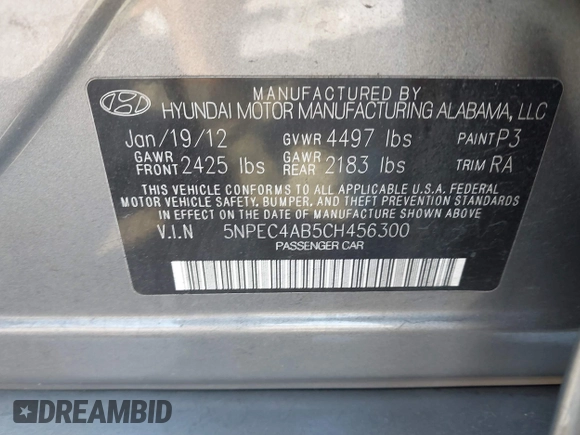 MANUFACTURED BY
HYUNDAI MOTOR MANUFACTURING ALABAMA, LLC
Jan/19/12 GVWR 4497 lbs PAINT P3
GAWR FRONT 2425 lbs GAWR REAR 2183 lbs TRIM RA
THIS VEHICLE CONFORMS TO ALL APPLICABLE U.S.A. FEDERAL
MOTOR VEHICLE SAFETY, BUMPER, AND THEFT PREVENTION STANDARDS
IN EFFECT ON THE DATE OF MANUFACTURE SHOWN ABOVE.
V.I.N 5NPEC4AB5CH456300
PASSENGER CAR
DREAMBID